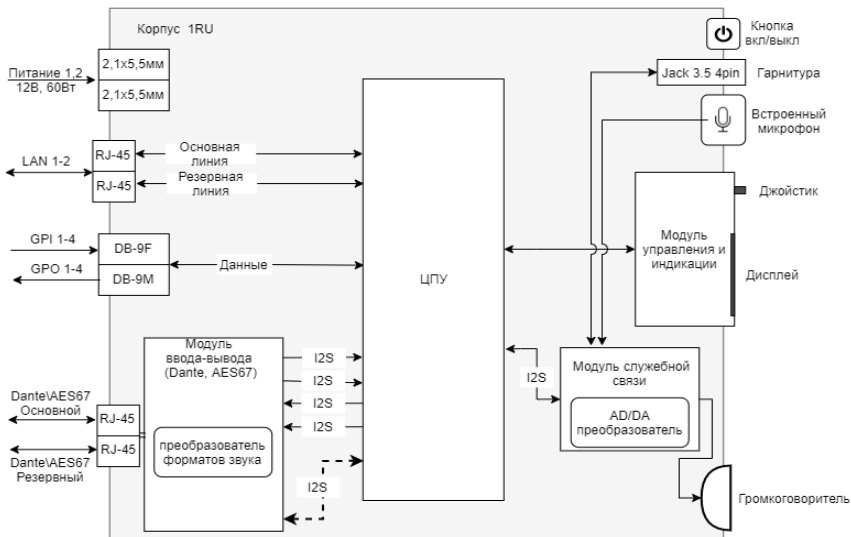 Корпус 1RU
Кнопка
вкл/выкл
Питание 1,2
12В, 60Вт
2,1х5,5мм
2,1х5,5мм
Jack 3.5 4pin
Гарнитура
Встроенный
микрофон
LAN 1-2
RJ-45
RJ-45
Основная
линия
Резервная
линия
Джойстик
Модуль
управления и
индикации
Дисплей
GPI 1-4
GPO 1-4
DB-9F
DB-9M
Данные
ЦПУ
Модуль
ввода-вывода
(Dante, AES67)
преобразователь
форматов звука
I2S
I2S
I2S
I2S
I2S
I2S
Модуль служебной
связи
AD/DA
преобразователь
Dante\AES67
Основной
RJ-45
RJ-45
Dante\AES67
Резервный
Громкоговоритель